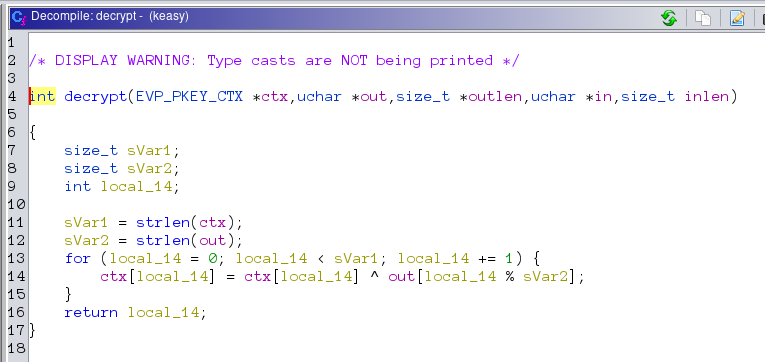 Decompile: decrypt - (keasy)
1
2 /* DISPLAY WARNING: Type casts are NOT being printed */
3
4 int decrypt(EVP_PKEY_CTX *ctx,uchar *out,size_t *outlen,uchar *in,size_t inlen)
5
6 {
7     size_t sVar1;
8     size_t sVar2;
9     int local_14;
10
11     sVar1 = strlen(ctx);
12     sVar2 = strlen(out);
13     for (local_14 = 0; local_14 < sVar1; local_14 += 1) {
14         ctx[local_14] = ctx[local_14] ^ out[local_14 % sVar2];
15     }
16     return local_14;
17 }
18